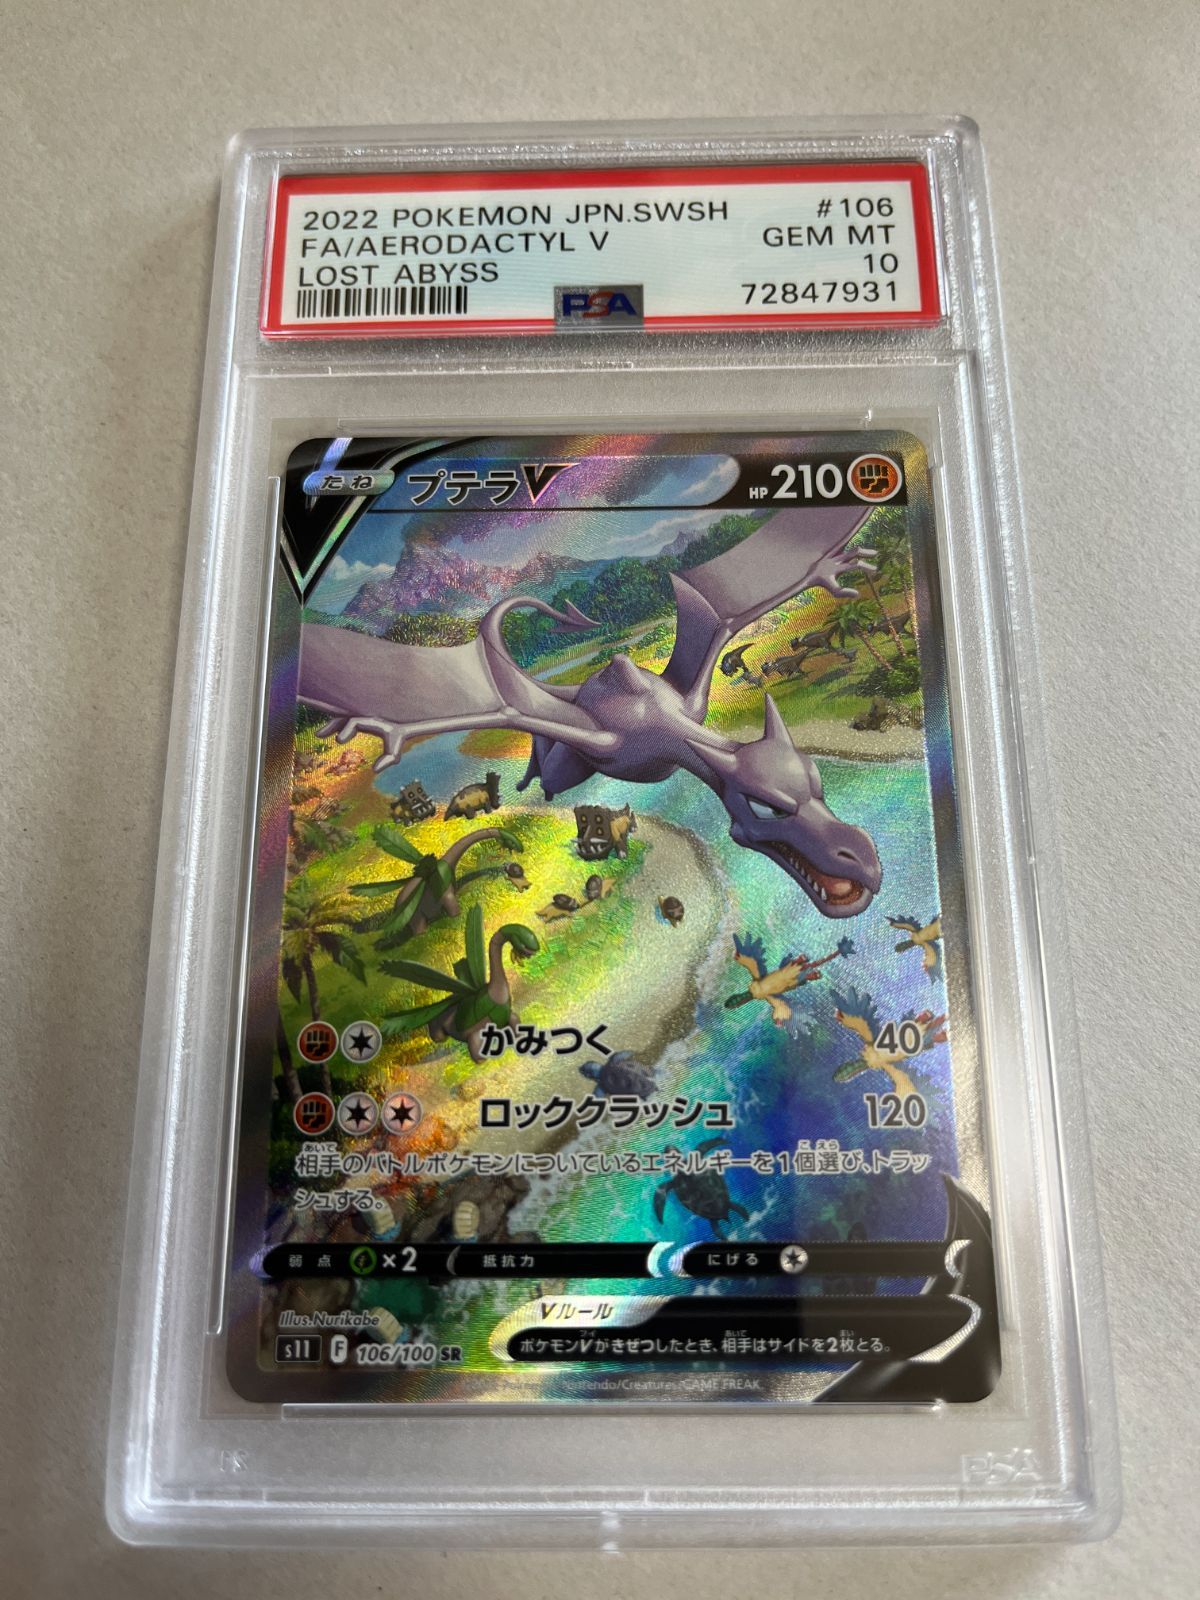 2022 POKEMON JPN.SWSH #106
FA/AERODACTYL V GEM MT
LOST ABYSS 10
PSA 72847931
たね プテラV HP 210
かみつく 40
ロッククラッシュ 120
相手のバトルポケモンについているエネルギーを1個選び、トラッ
シュする。
弱点 ×2 抵抗力 にげる
Illus.Nurikabe
Vルール
ポケモンVがきぜつしたとき、相手はサイドを2枚とる。
s11 F 106/100 SR
Nintendo/Creatures/GAME FREAK
PSA